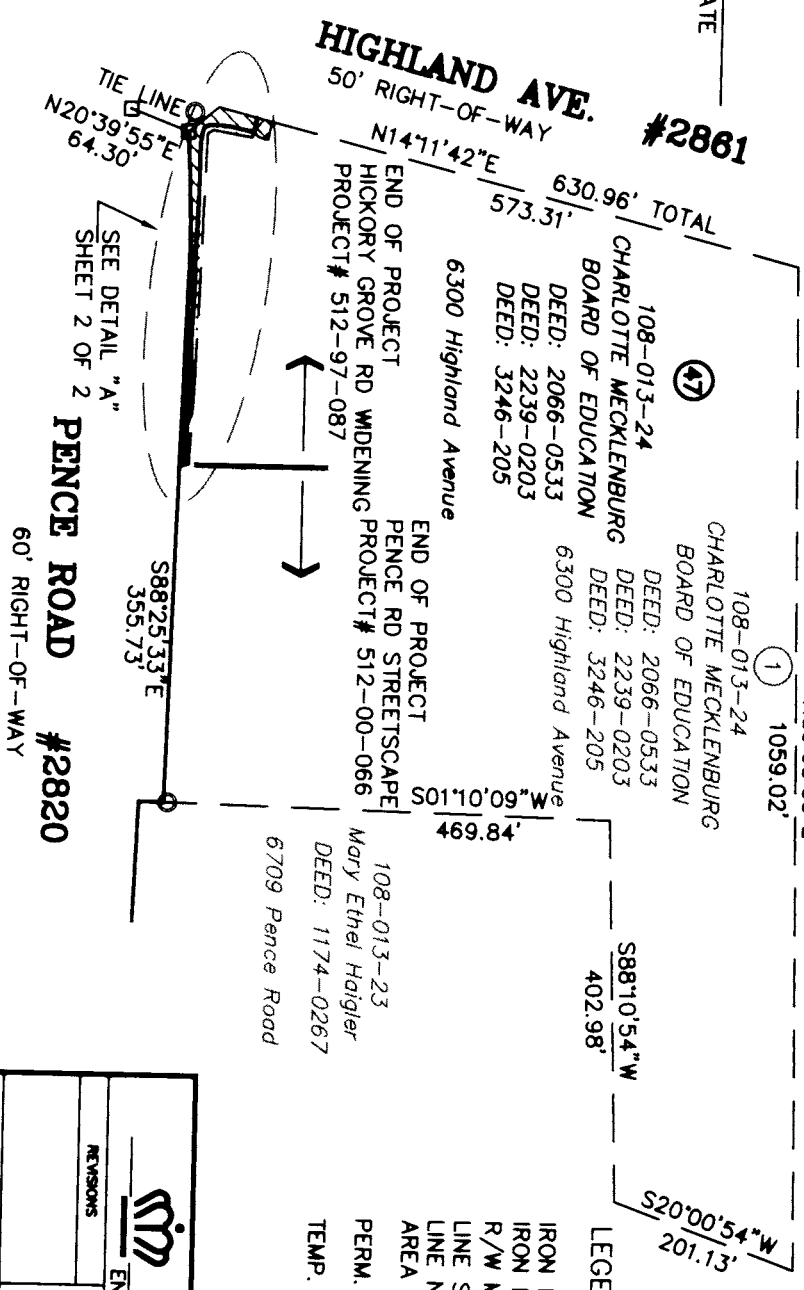 HIGHLAND AVE. #2861
50' RIGHT-OF-WAY
N14°11'42"E
630.96' TOTAL
573.31'
TIE LINE
N20°39'55"E
64.30'
SEE DETAIL "A"
SHEET 2 OF 2
END OF PROJECT
HICKORY GROVE RD WIDENING
PROJECT# 512-97-087
END OF PROJECT
PENCE RD STREETSCAPE
PROJECT# 512-00-066
47
108-013-24
CHARLOTTE MECKLENBURG
BOARD OF EDUCATION
DEED: 2066-0533
DEED: 2239-0203
DEED: 3246-205
6300 Highland Avenue
1
1059.02'
108-013-24
CHARLOTTE MECKLENBURG
BOARD OF EDUCATION
DEED: 2066-0533
DEED: 2239-0203
DEED: 3246-205
6300 Highland Avenue
S01°10'09"W
469.84'
S88°10'54"W
402.98'
S20°00'54"W
201.13'
108-013-23
Mary Ethel Haigler
DEED: 1174-0267
6709 Pence Road
S88°25'33"E
355.73'
PENCE ROAD #2820
60' RIGHT-OF-WAY
IRON
IRON
R/W
LINE
LINE
AREA
PERM.
TEMP.
REVISIONS